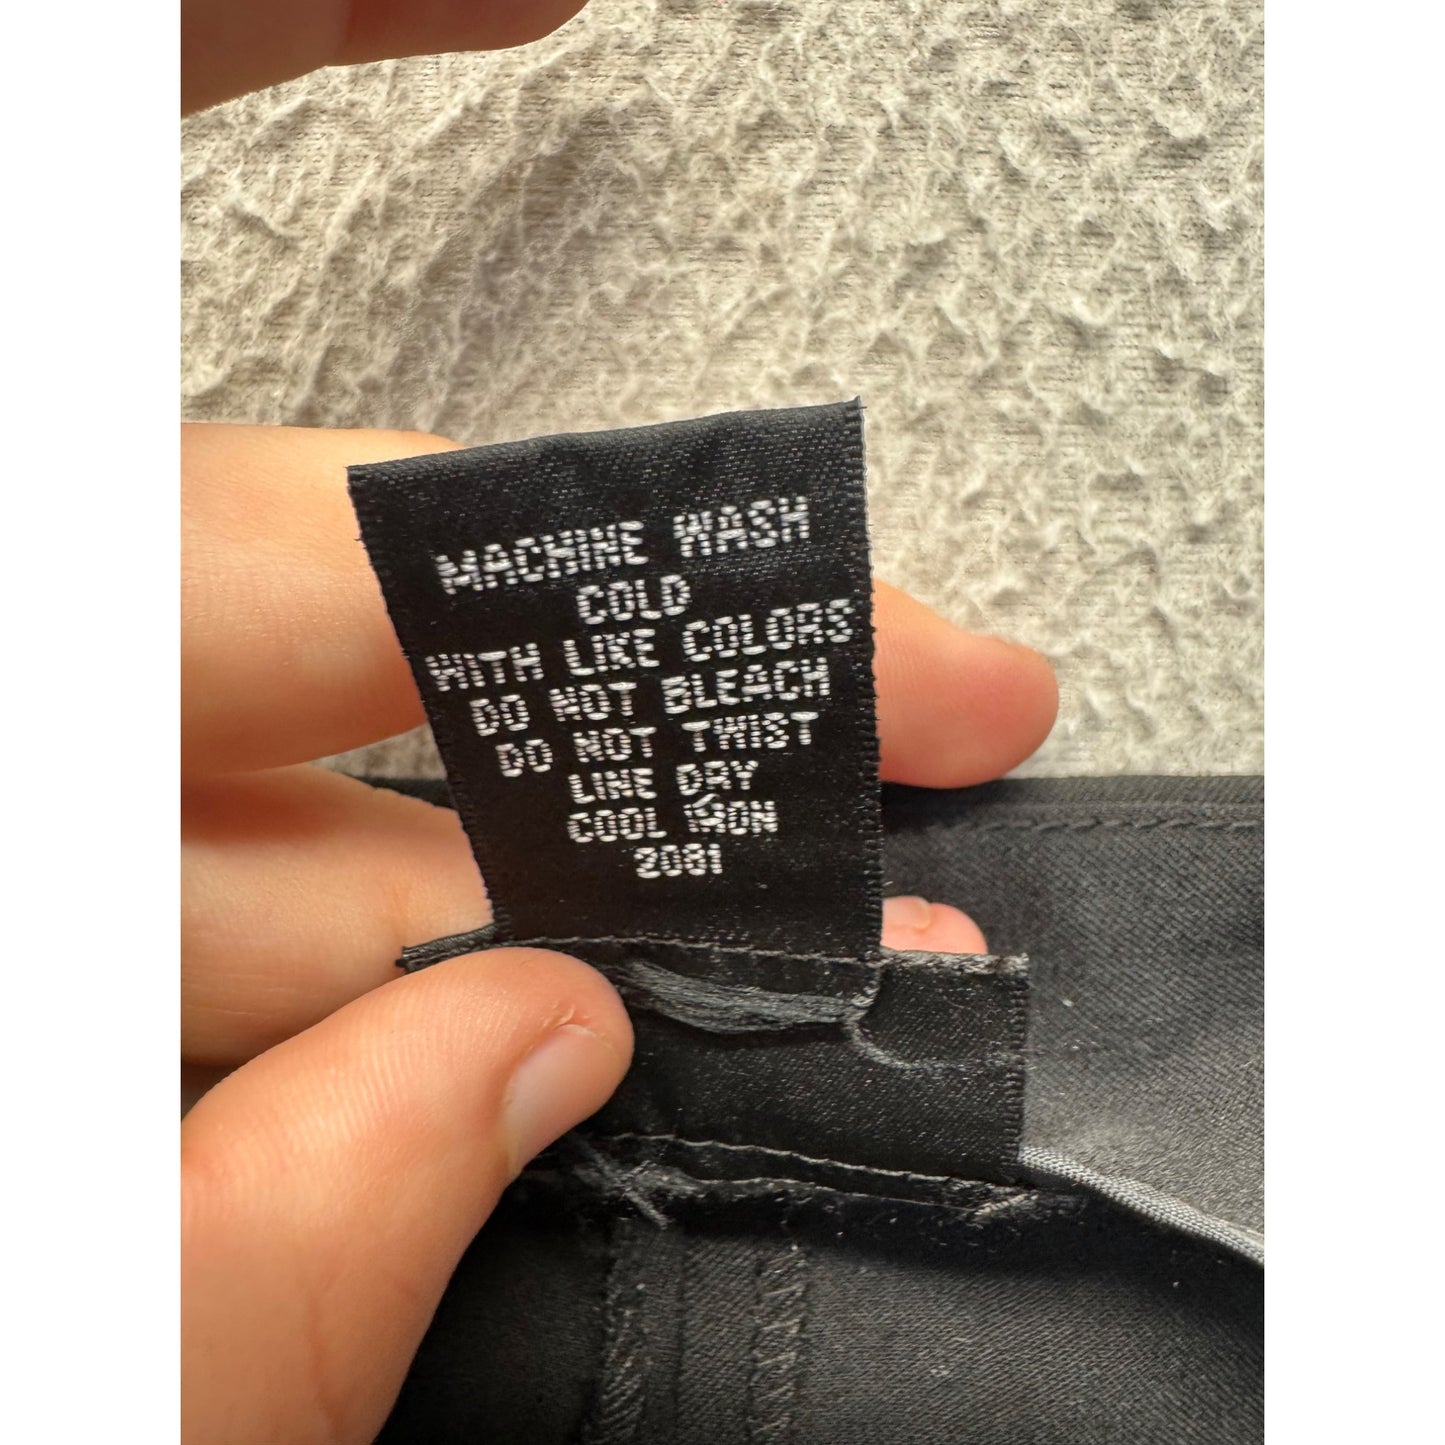 MACHINE WASH
COLD
WITH LIKE COLORS
DO NOT BLEACH
DO NOT TWIST
LINE DRY
COOL IRON
2081